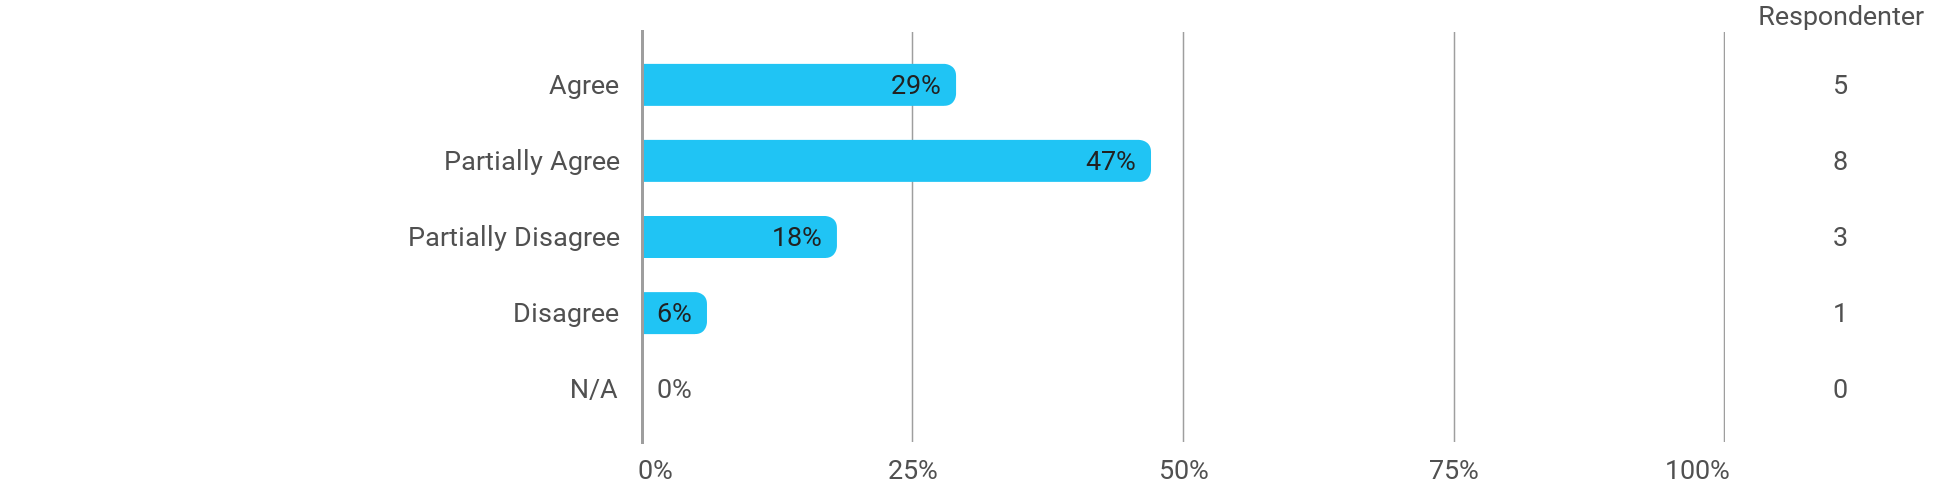 Respondenter
Agree 29% 5
Partially Agree 47% 8
Partially Disagree 18% 3
Disagree 6% 1
N/A 0% 0
0% 25% 50% 75% 100%